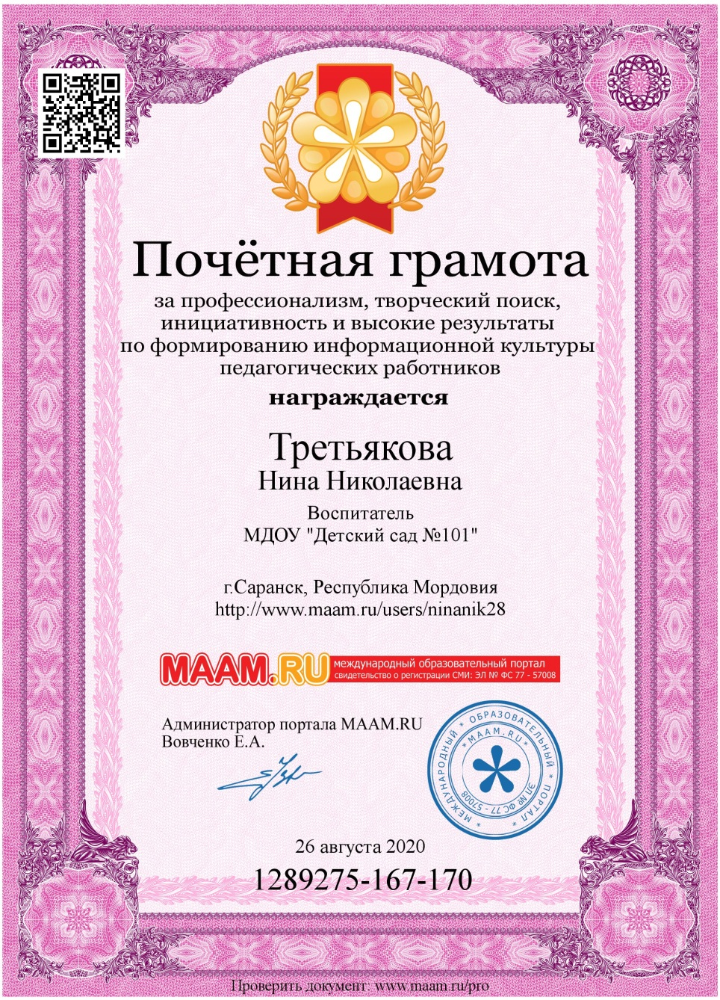 Почётная грамота
за профессионализм, творческий поиск,
инициативность и высокие результаты
по формированию информационной культуры
педагогических работников
награждается
Третьякова
Нина Николаевна
Воспитатель
МДОУ "Детский сад №101"
г.Саранск, Республика Мордовия
http://www.maam.ru/users/ninanik28
MAAM.RU
международный образовательный портал
свидетельство о регистрации СМИ: ЭЛ № ФС 77 - 57008
Администратор портала MAAM.RU
Вовченко Е.А.
* МЕЖДУНАРОДНЫЙ * ОБРАЗОВАТЕЛЬНЫЙ * ПОРТАЛ *
* MAAM.RU *
ЭЛ № ФС 77 - 57008
26 августа 2020
1289275-167-170
Проверить документ: www.maam.ru/pro